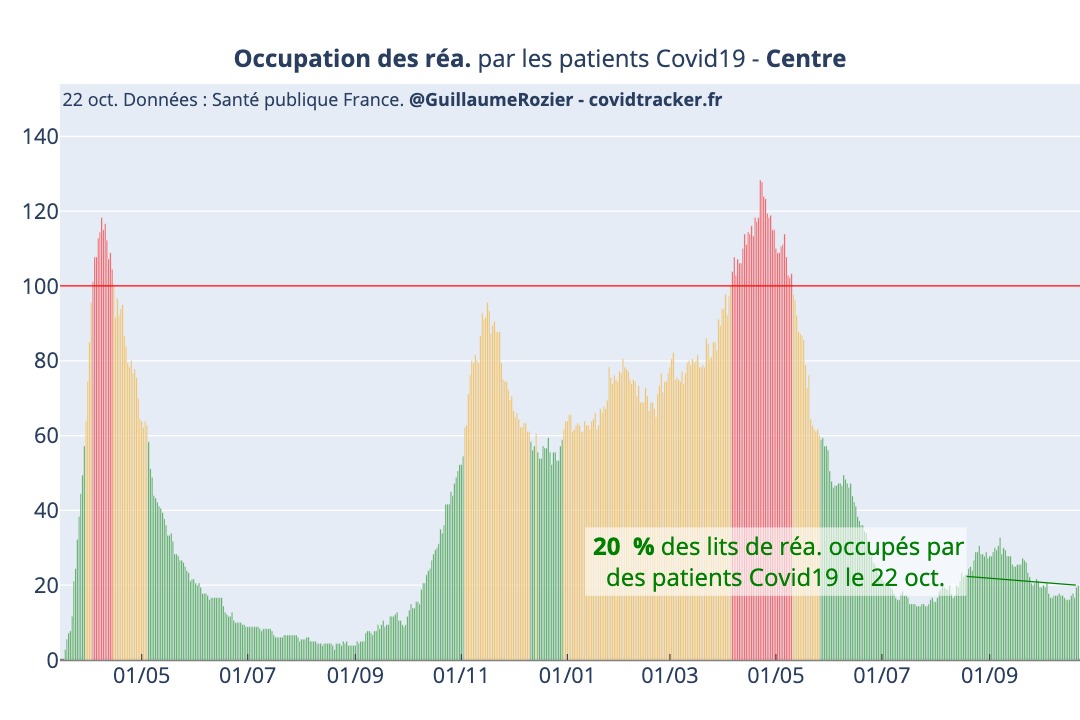 Occupation des réa. par les patients Covid19 - Centre
22 oct. Données : Santé publique France. @GuillaumeRozier - covidtracker.fr
140
120
100
80
60
40
20
0
20 % des lits de réa. occupés par
des patients Covid19 le 22 oct.
01/05 01/07 01/09 01/11 01/01 01/03 01/05 01/07 01/09